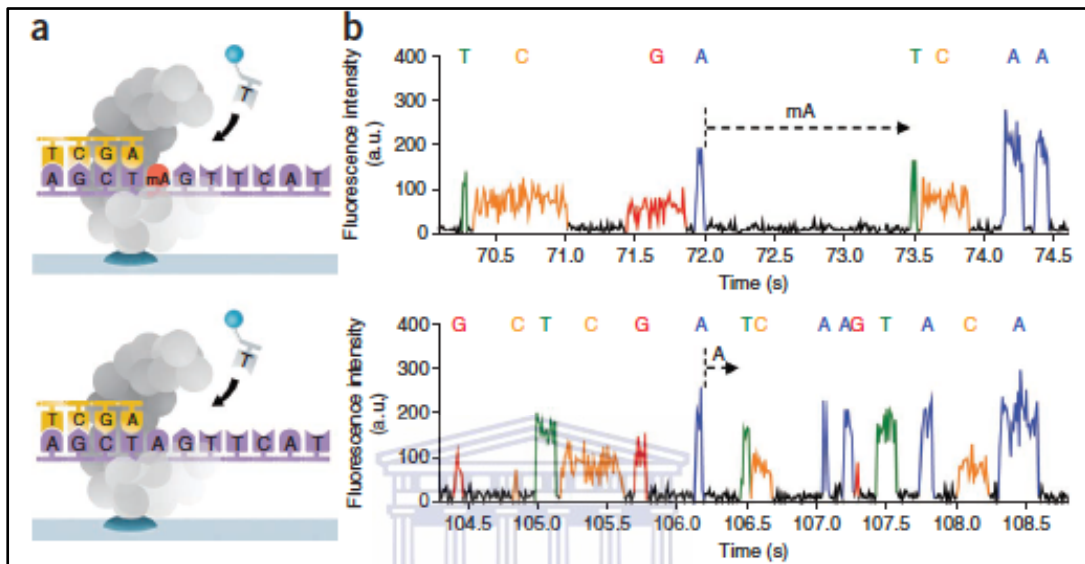 a
T
T C G A
A G C T mA G T T C A T
T
T C G A
A G C T A G T T C A T
b
T C G A T C A A
Fluorescence intensity
(a.u.)
400
300
200
100
0
mA
70.5 71.0 71.5 72.0 72.5 73.0 73.5 74.0 74.5
Time (s)
G C T C G A T C A A G T A C A
Fluorescence intensity
(a.u.)
400
300
200
100
0
A
104.5 105.0 105.5 106.0 106.5 107.0 107.5 108.0 108.5
Time (s)